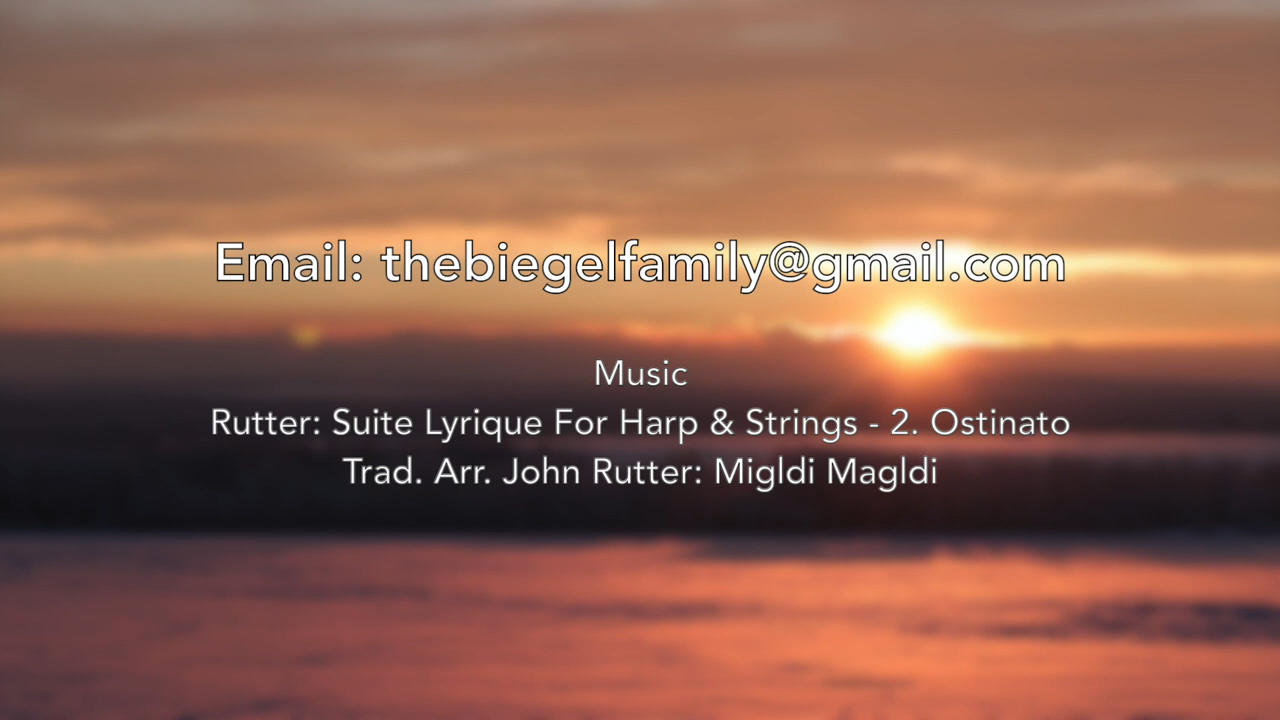 Email: thebiegelfamily@gmail.com
Music
Rutter: Suite Lyrique For Harp & Strings - 2. Ostinato
Trad. Arr. John Rutter: Migldi Magldi